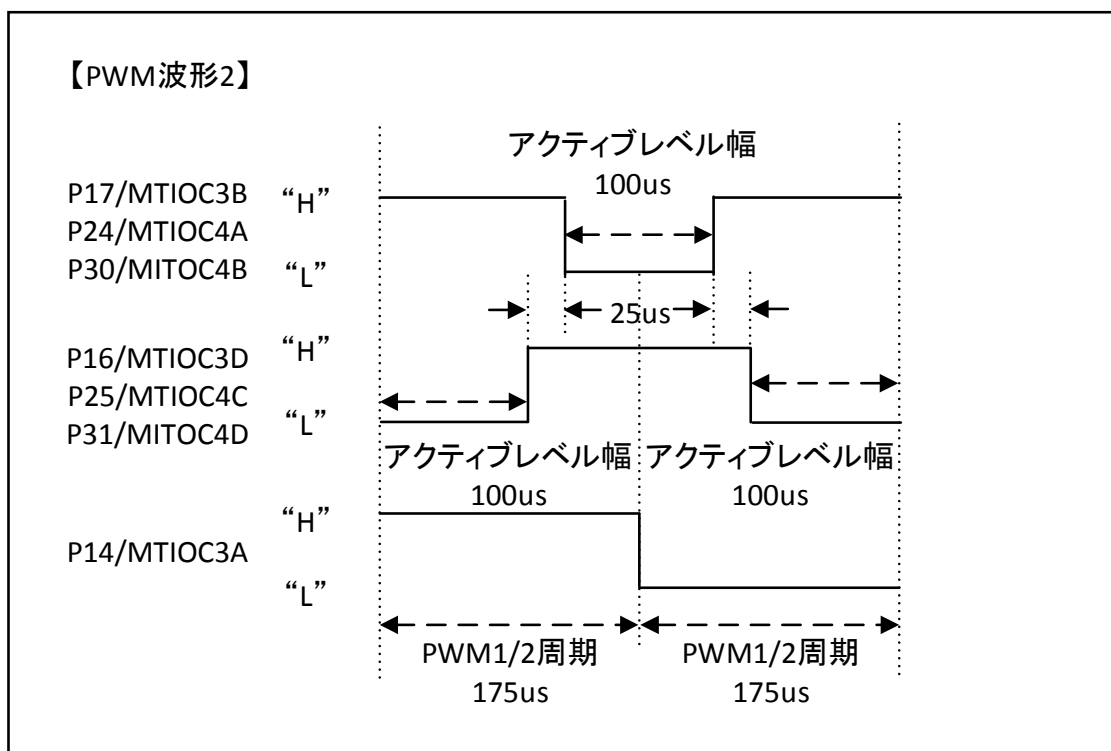 【PWM波形2】
アクティブレベル幅
100us
P17/MTIOC3B
P24/MTIOC4A
P30/MITOC4B
“H”
“L”
25us
P16/MTIOC3D
P25/MTIOC4C
P31/MITOC4D
“H”
“L”
アクティブレベル幅 アクティブレベル幅
100us 100us
P14/MTIOC3A
“H”
“L”
PWM1/2周期 PWM1/2周期
175us 175us